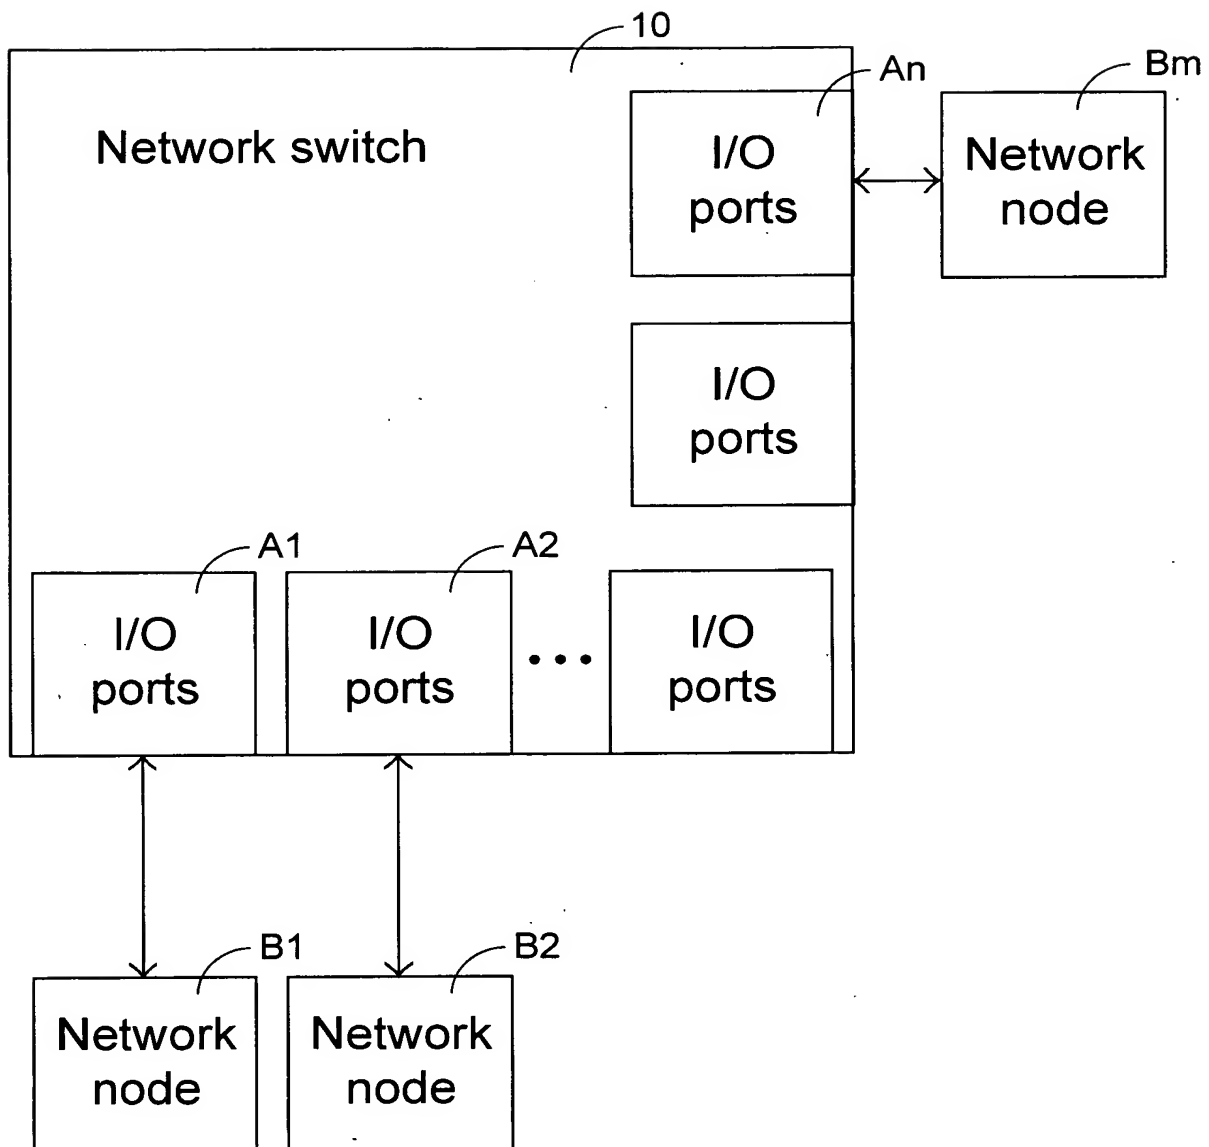 10
An
Bm
Network switch
I/O
ports
Network
node
I/O
ports
A1
A2
I/O
ports
I/O
ports
•••
I/O
ports
B1
B2
Network
node
Network
node